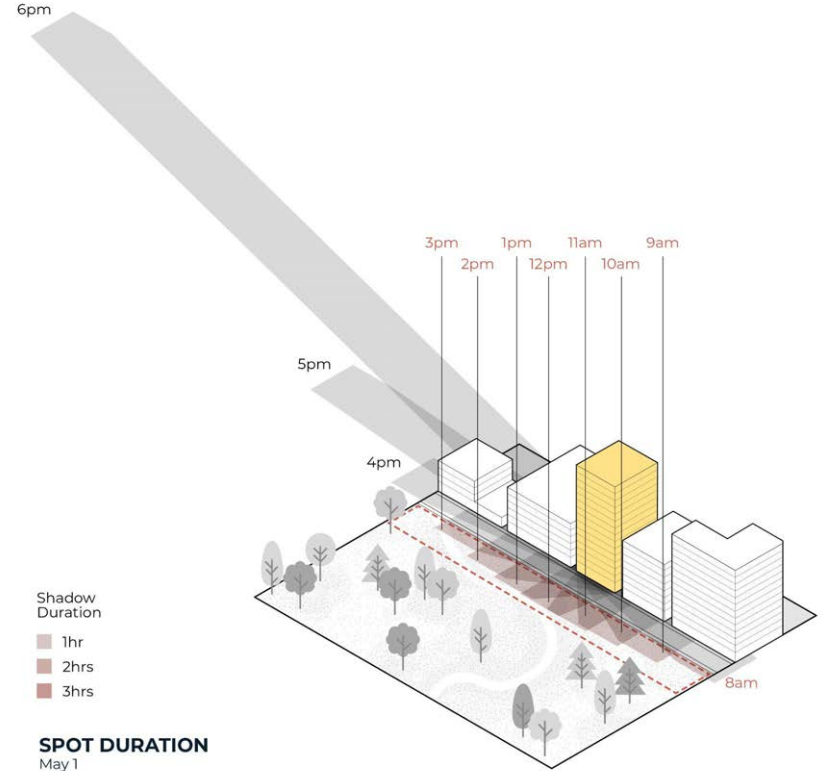 6pm
3pm
1pm
11am
9am
2pm
12pm
10am
5pm
4pm
Shadow
Duration
1hr
2hrs
3hrs
8am
SPOT DURATION
May 1